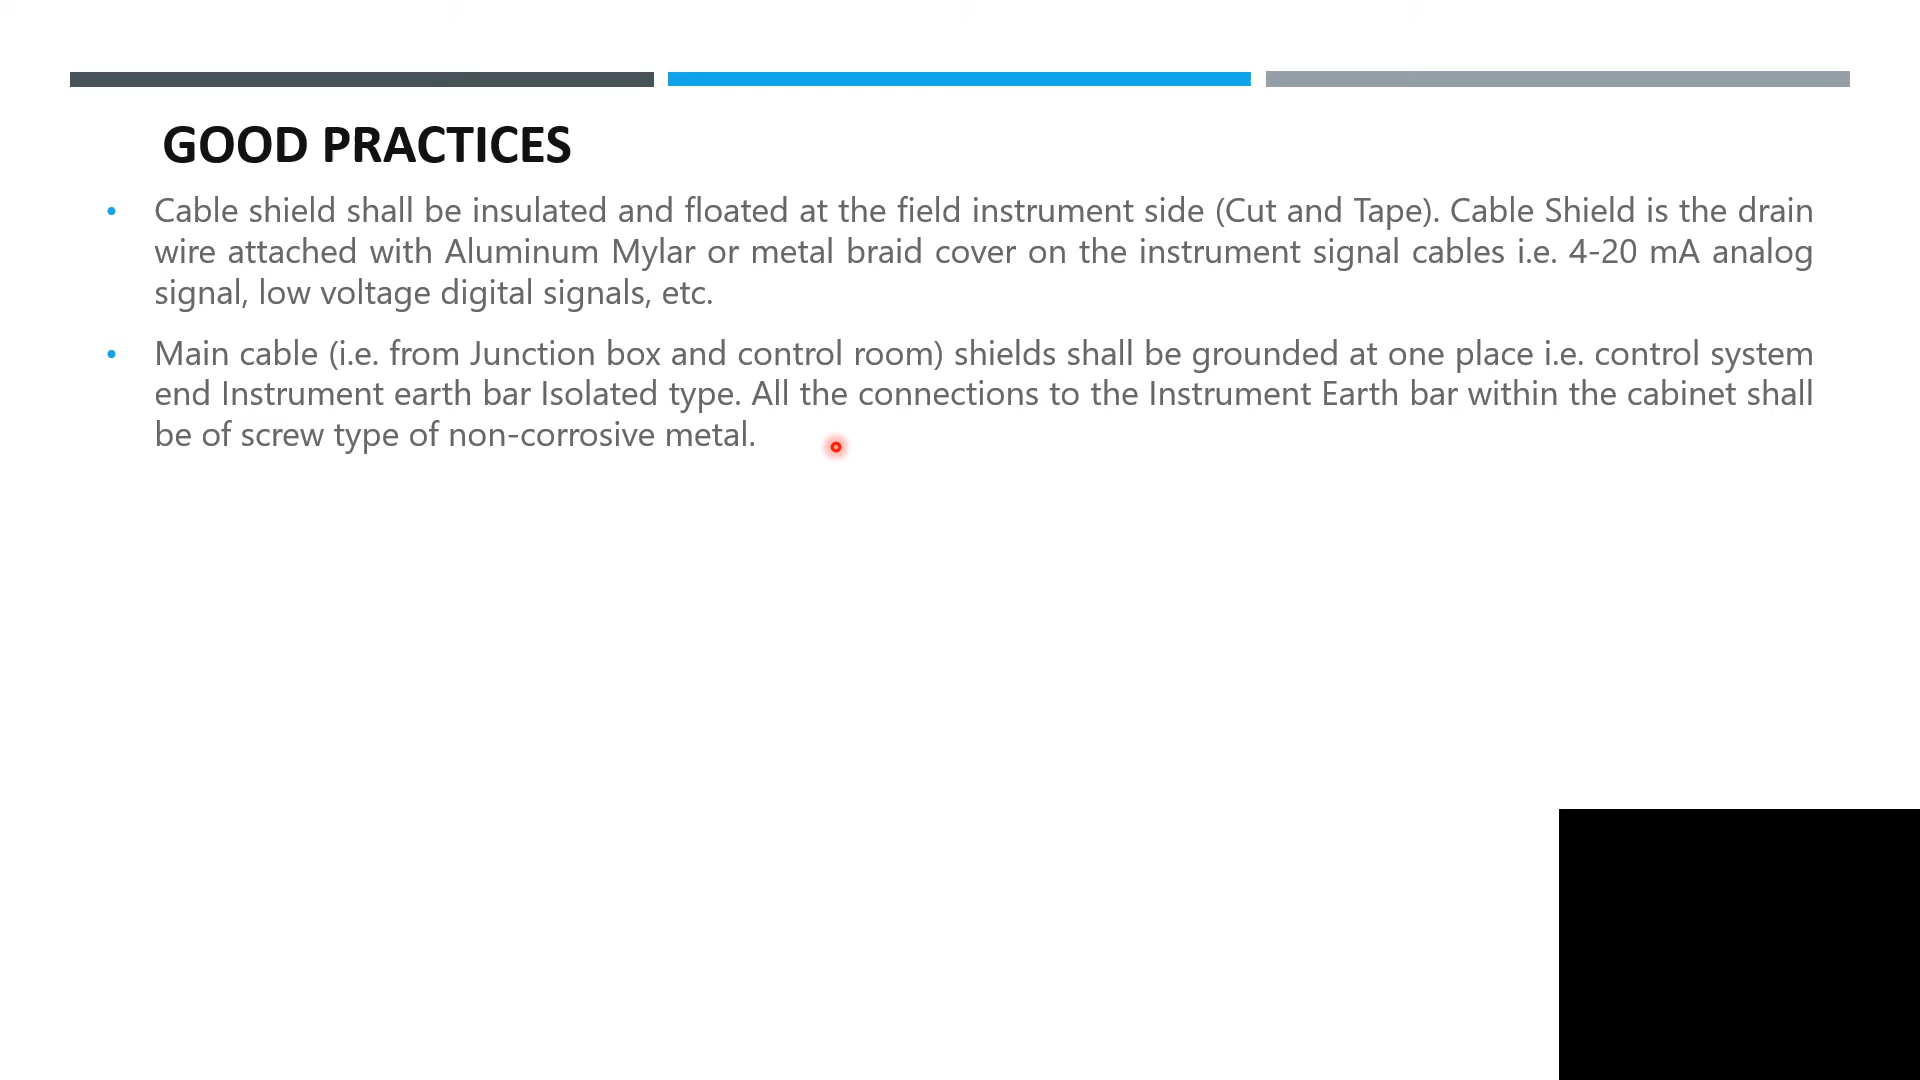 GOOD PRACTICES
• Cable shield shall be insulated and floated at the field instrument side (Cut and Tape). Cable Shield is the drain
wire attached with Aluminum Mylar or metal braid cover on the instrument signal cables i.e. 4-20 mA analog
signal, low voltage digital signals, etc.
• Main cable (i.e. from Junction box and control room) shields shall be grounded at one place i.e. control system
end Instrument earth bar Isolated type. All the connections to the Instrument Earth bar within the cabinet shall
be of screw type of non-corrosive metal.